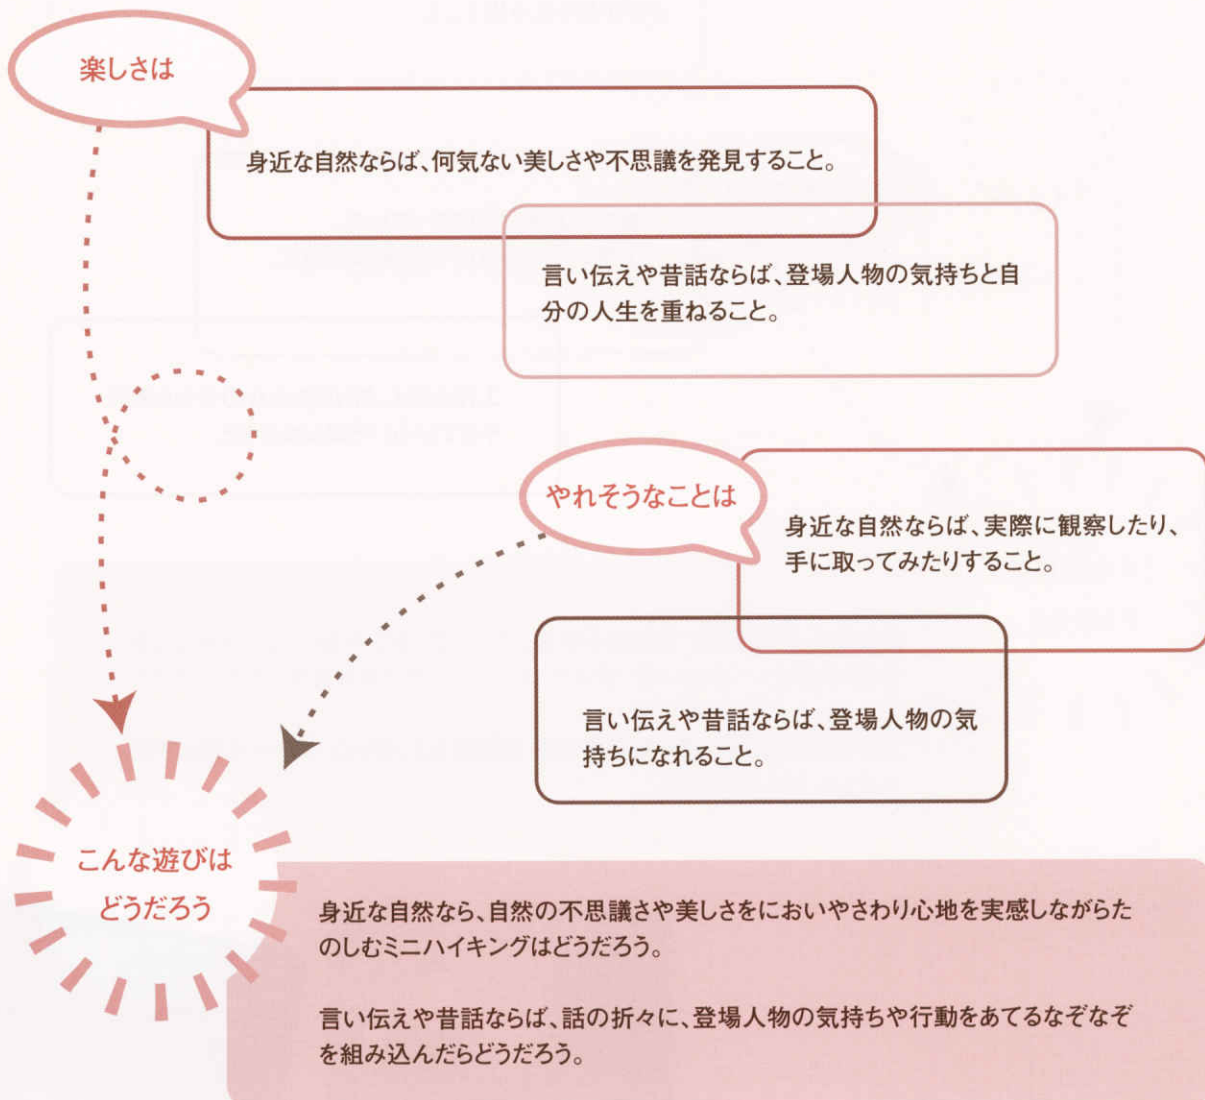 楽しさは
身近な自然ならば、何気ない美しさや不思議を発見すること。
言い伝えや昔話ならば、登場人物の気持ちと自
分の人生を重ねること。
やれそうなことは
身近な自然ならば、実際に観察したり、
手に取ってみたりすること。
言い伝えや昔話ならば、登場人物の気
持ちになれること。
こんな遊びは
どうだろう
身近な自然なら、自然の不思議さや美しさをにおいやさわり心地を実感しながらた
のしむミニハイキングはどうだろう。
言い伝えや昔話ならば、話の折々に、登場人物の気持ちや行動をあてるなぞなぞ
を組み込んだらどうだろう。